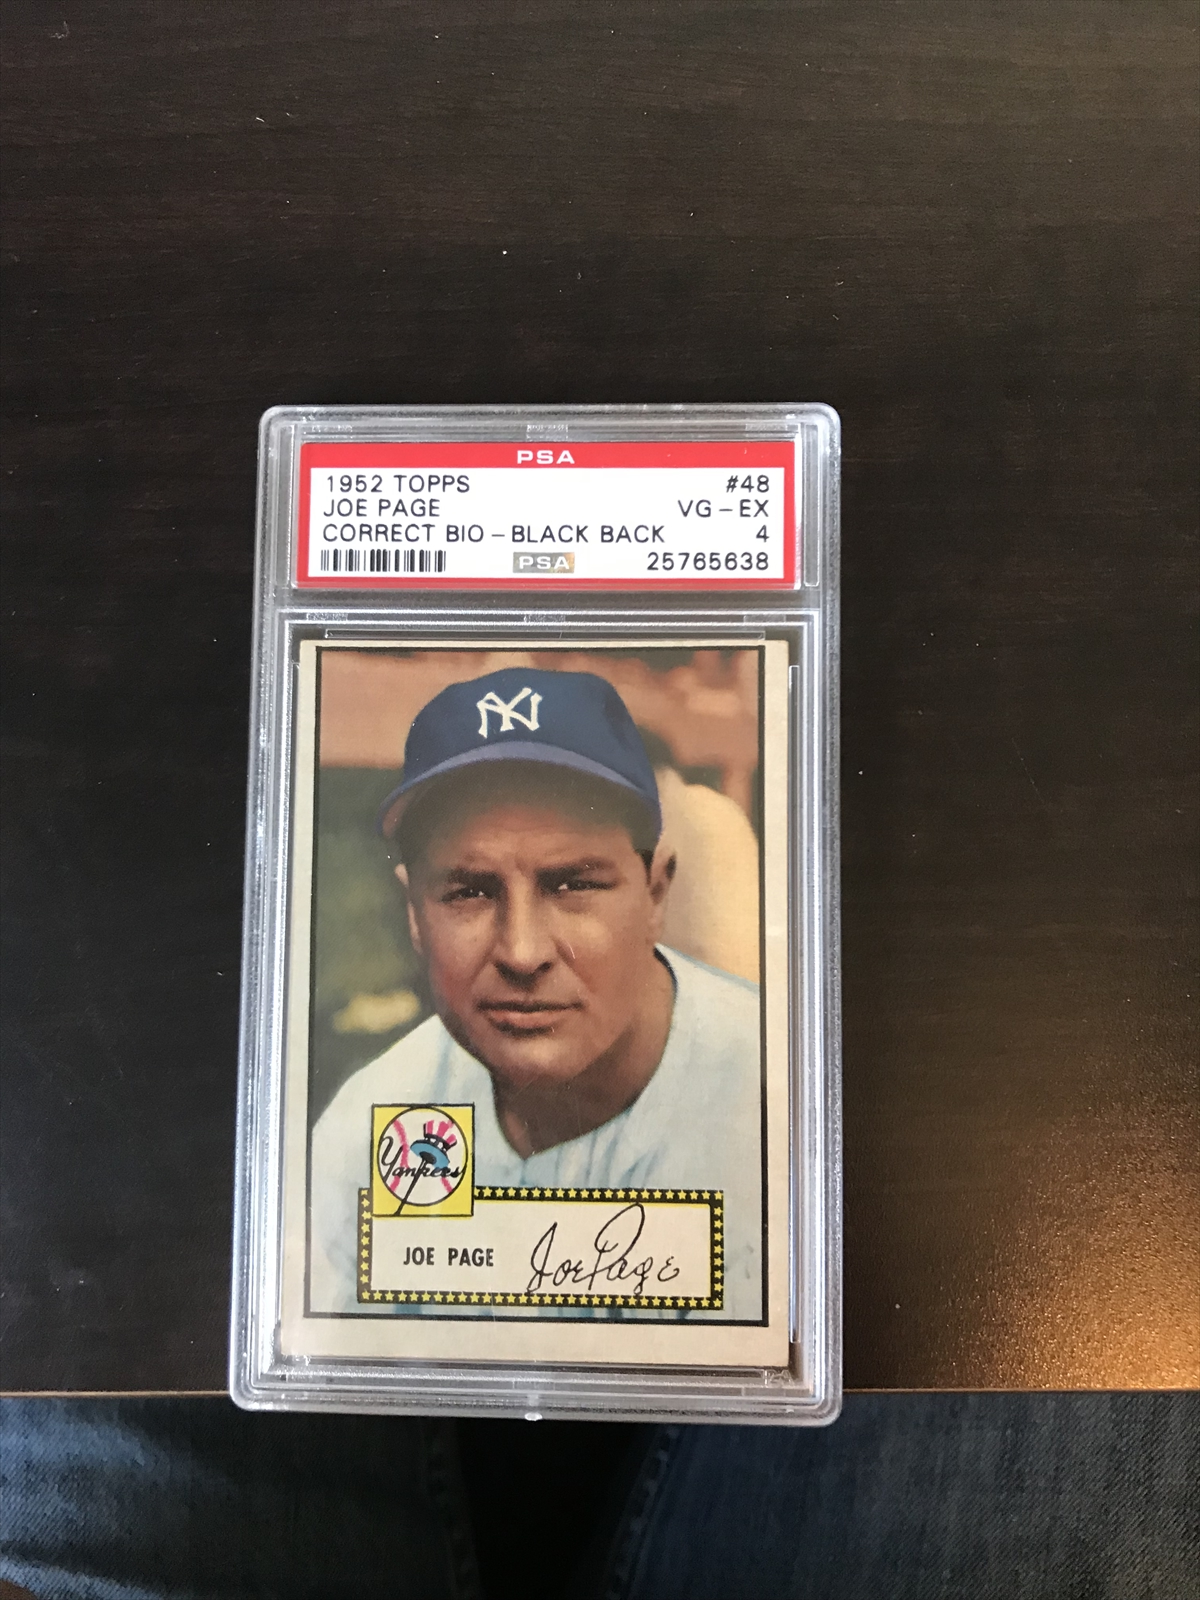 PSA
1952 TOPPS #48
JOE PAGE VG-EX
CORRECT BIO-BLACK BACK 4
PSA 25765638
NY
Yankees
JOE PAGE Joe Page